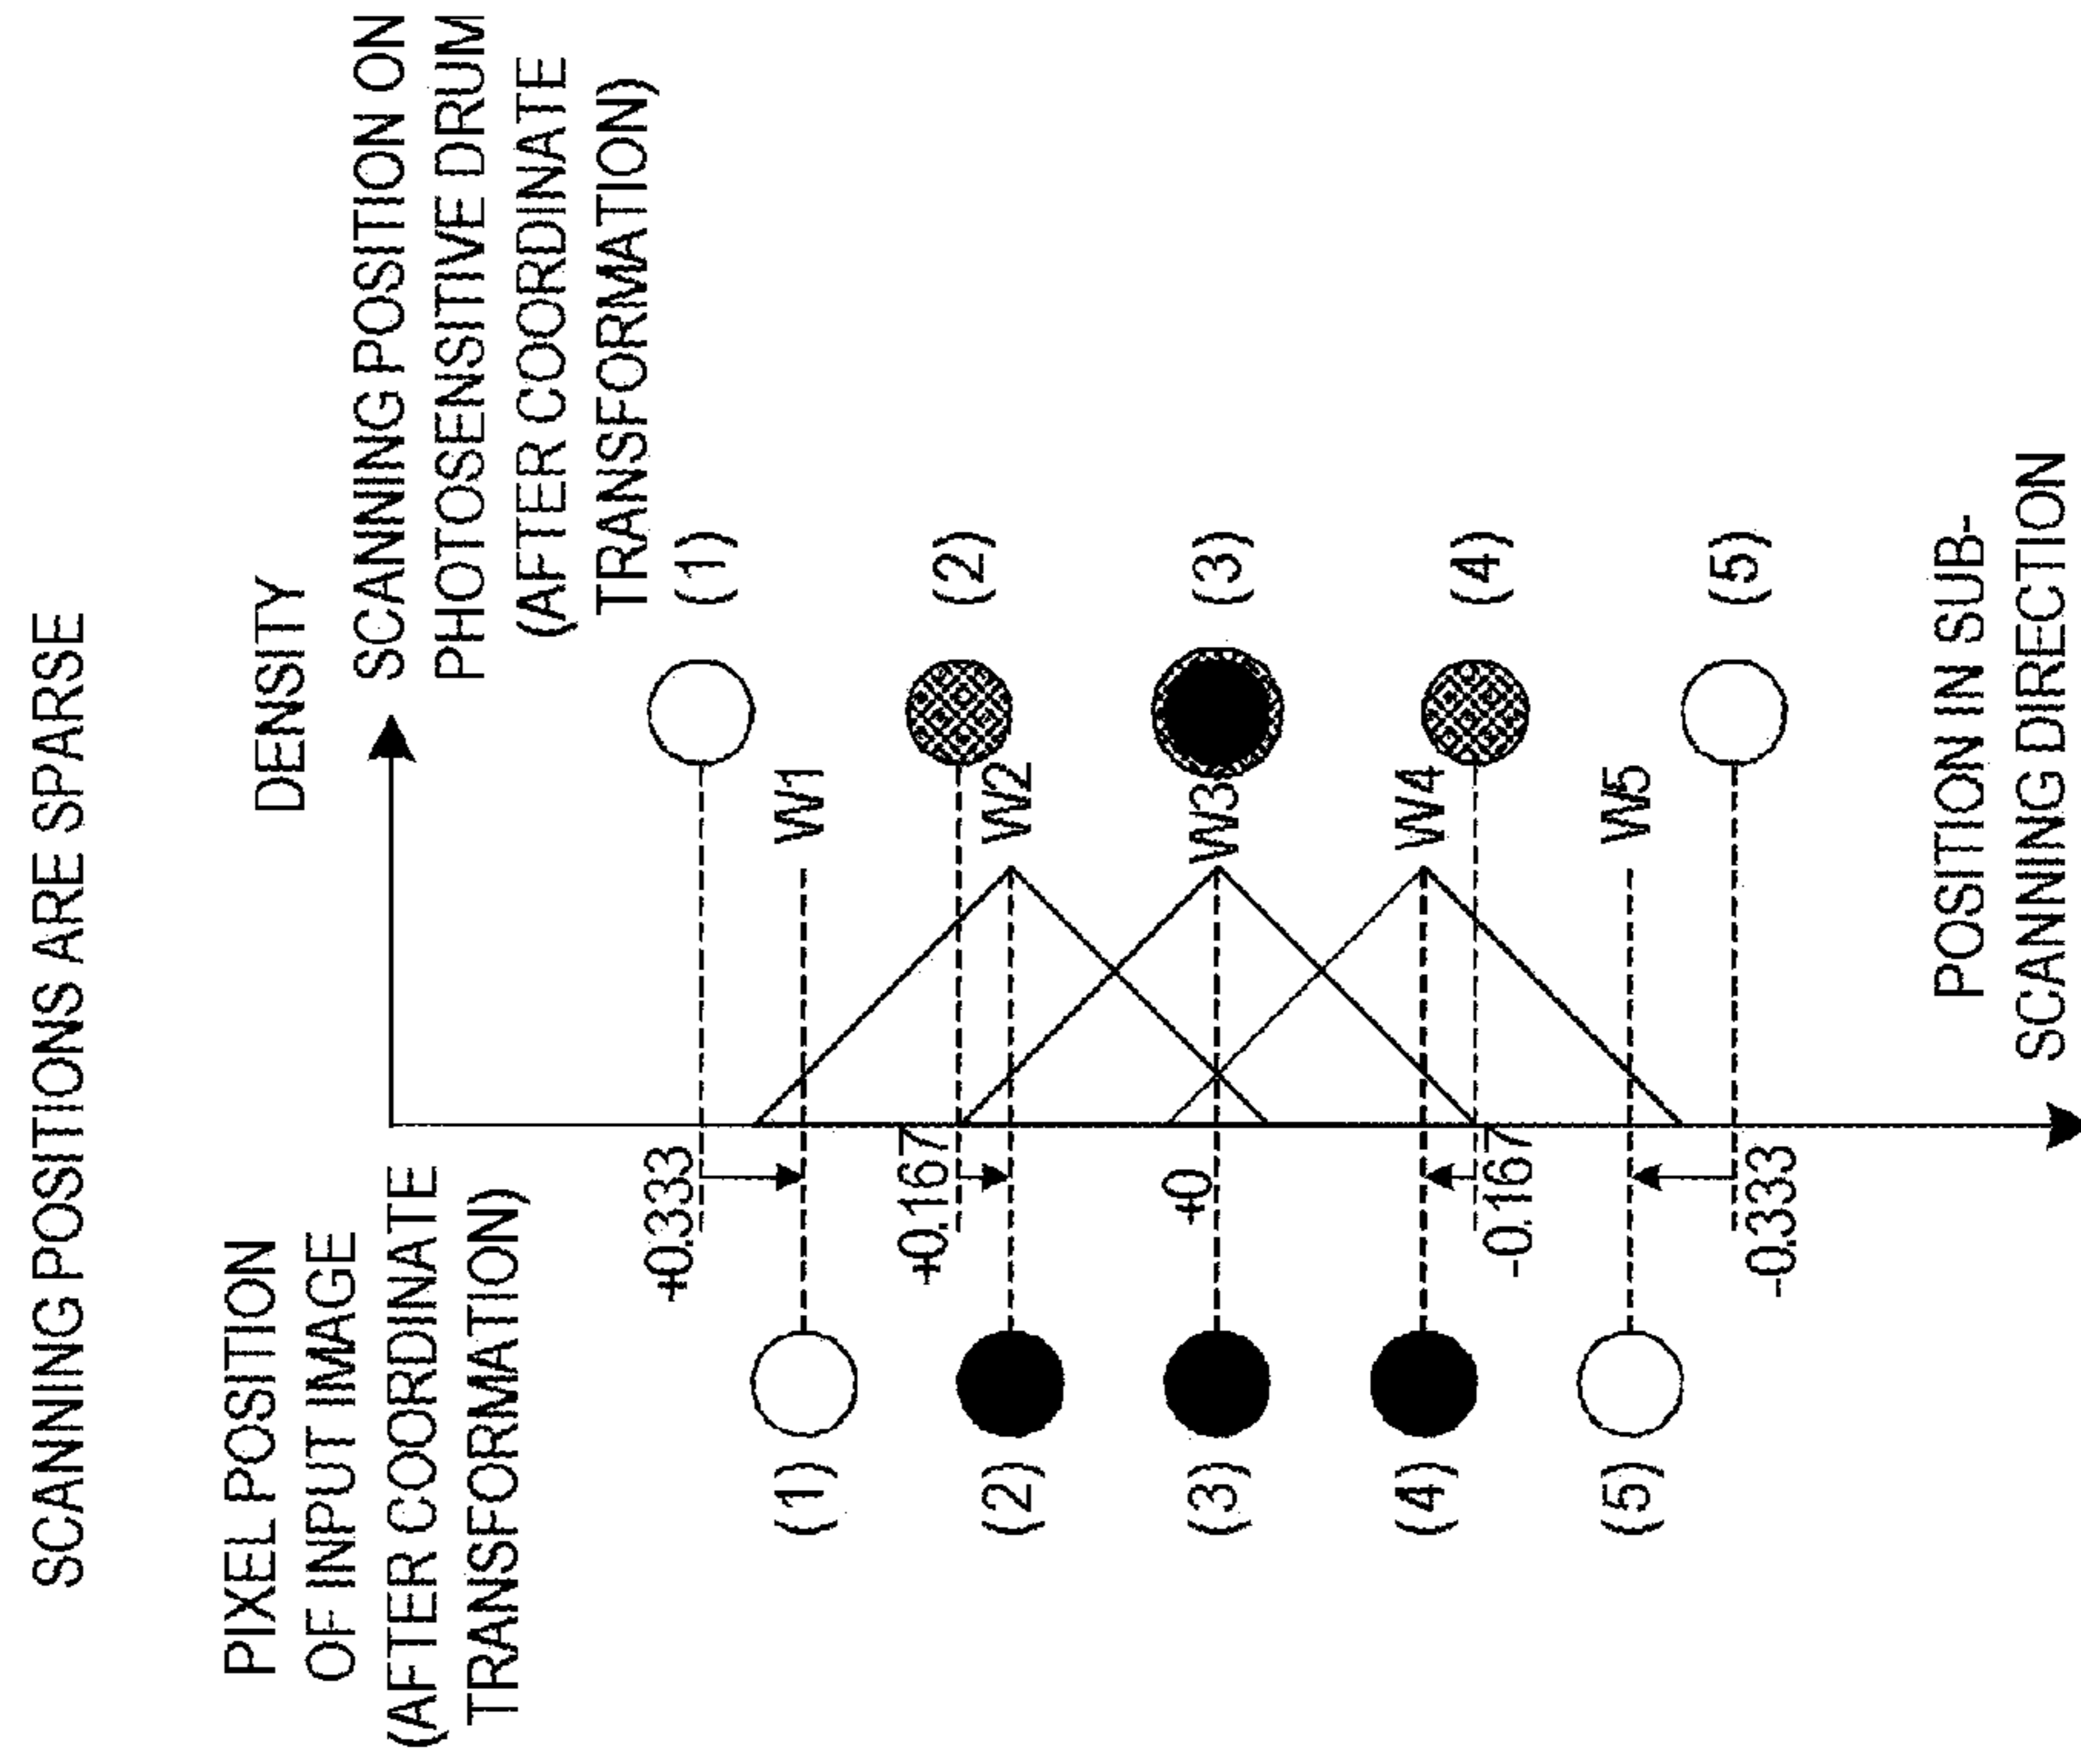 SCANNING POSITIONS ARE SPARSE
PIXEL POSITION
OF INPUT IMAGE
(AFTER COORDINATE
TRANSFORMATION)
DENSITY
SCANNING POSITION ON
PHOTOSENSITIVE DRUM
(AFTER COORDINATE
TRANSFORMATION)
(1)
+0.333
W1
(1)
(2)
+0.167
W2
(2)
(3)
+0
W3
(3)
(4)
-0.167
W4
(4)
(5)
-0.333
W5
(5)
POSITION IN SUB-
SCANNING DIRECTION